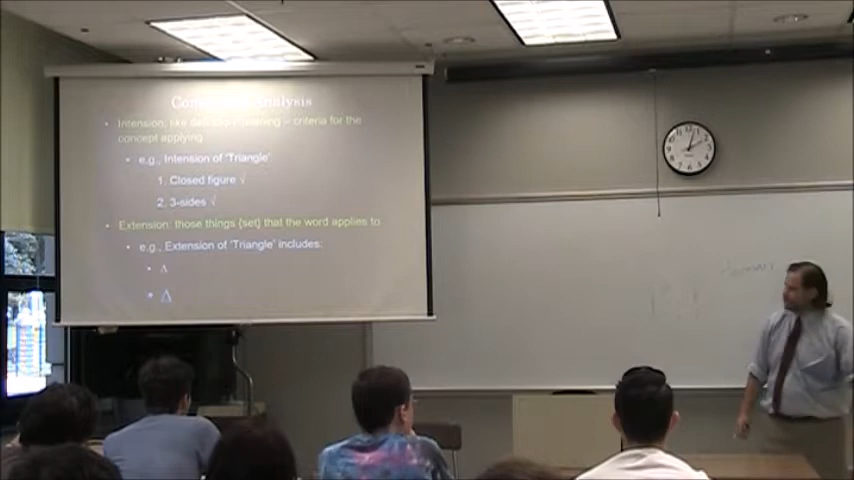 Analysis
• Intension: like meaning – criteria for the
concept applying
• e.g., Intension of 'Triangle'
1. Closed figure √
2. 3-sides √
• Extension: those things (set) that the word applies to
• e.g., Extension of 'Triangle' includes:
• Δ
• Δ